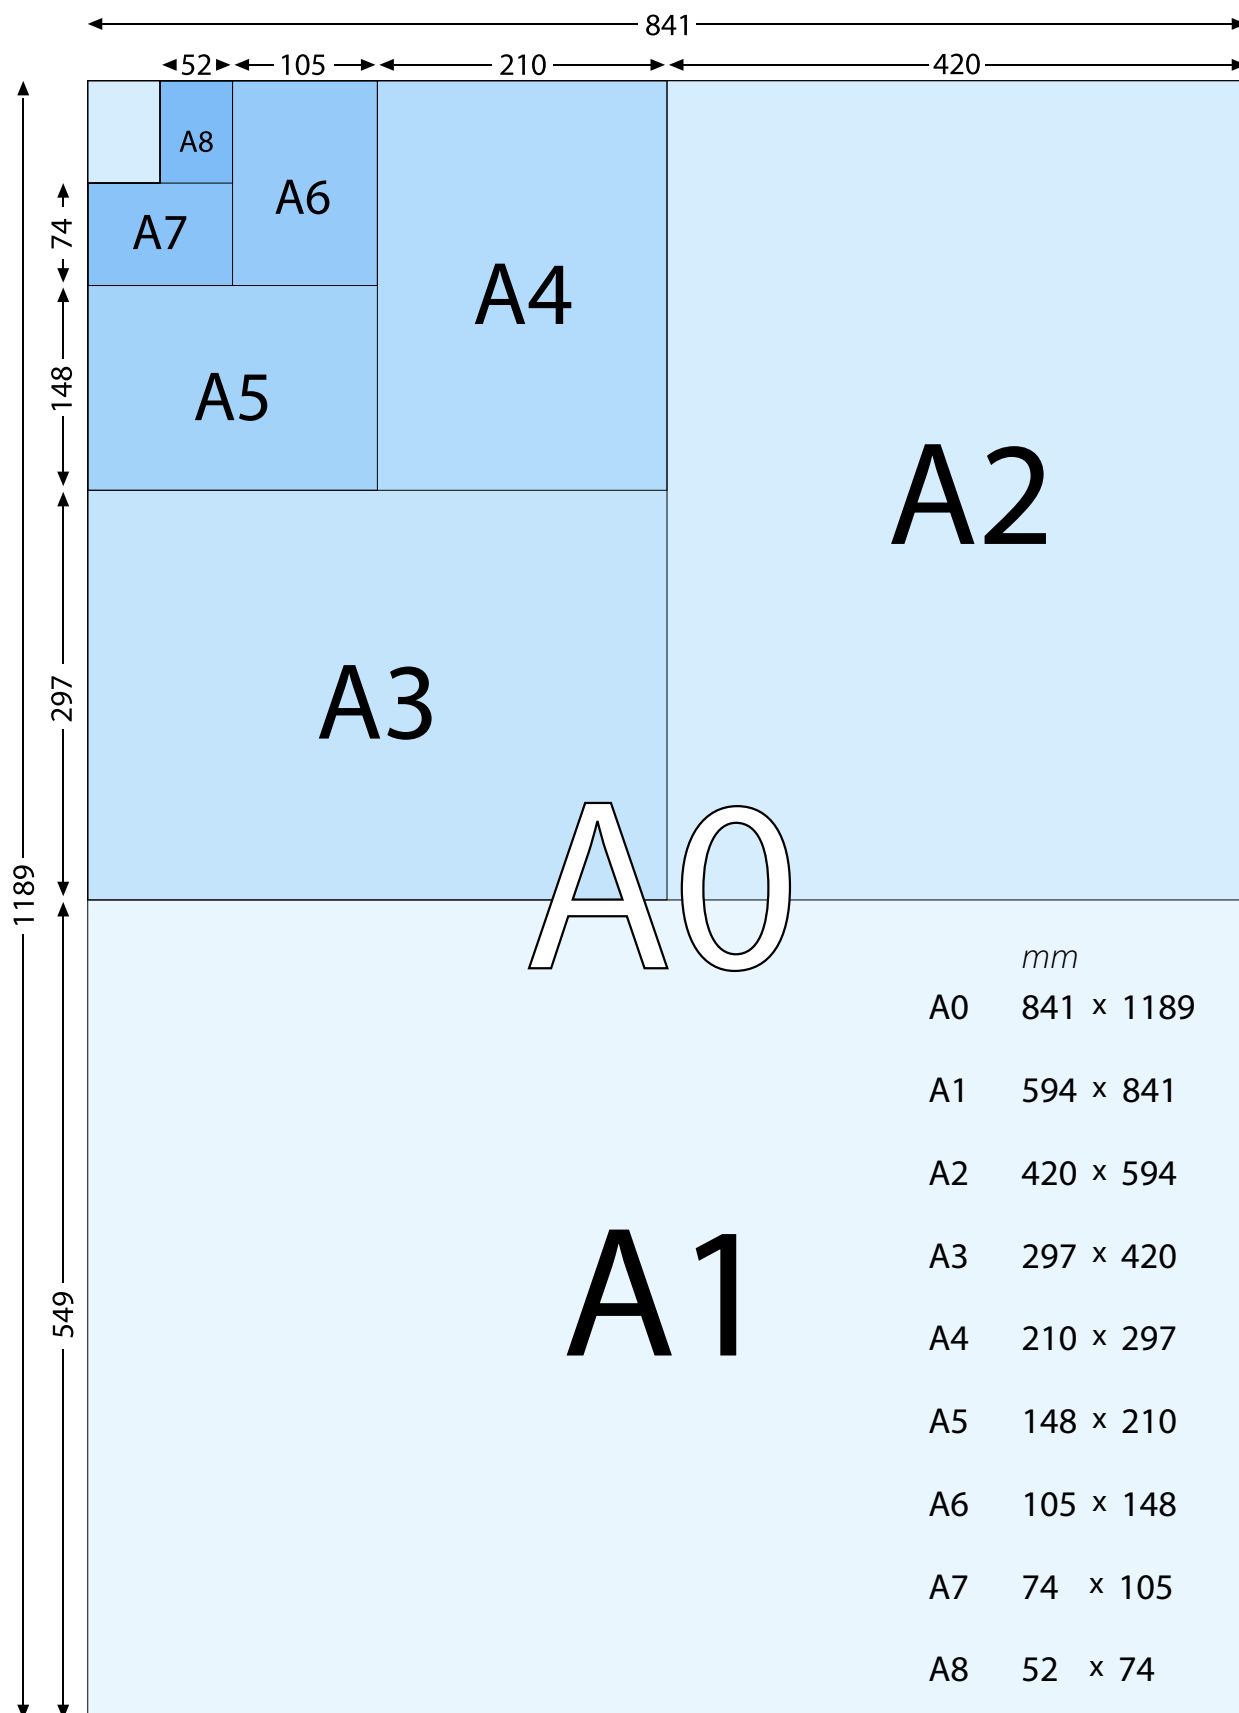 841
52 105 210 420
A8
A6
A7
74
A4
148
A5
A2
297
A3
1189
A0
mm
A0 841 x 1189
A1 594 x 841
A2 420 x 594
A3 297 x 420
A1
549
A4 210 x 297
A5 148 x 210
A6 105 x 148
A7 74 x 105
A8 52 x 74